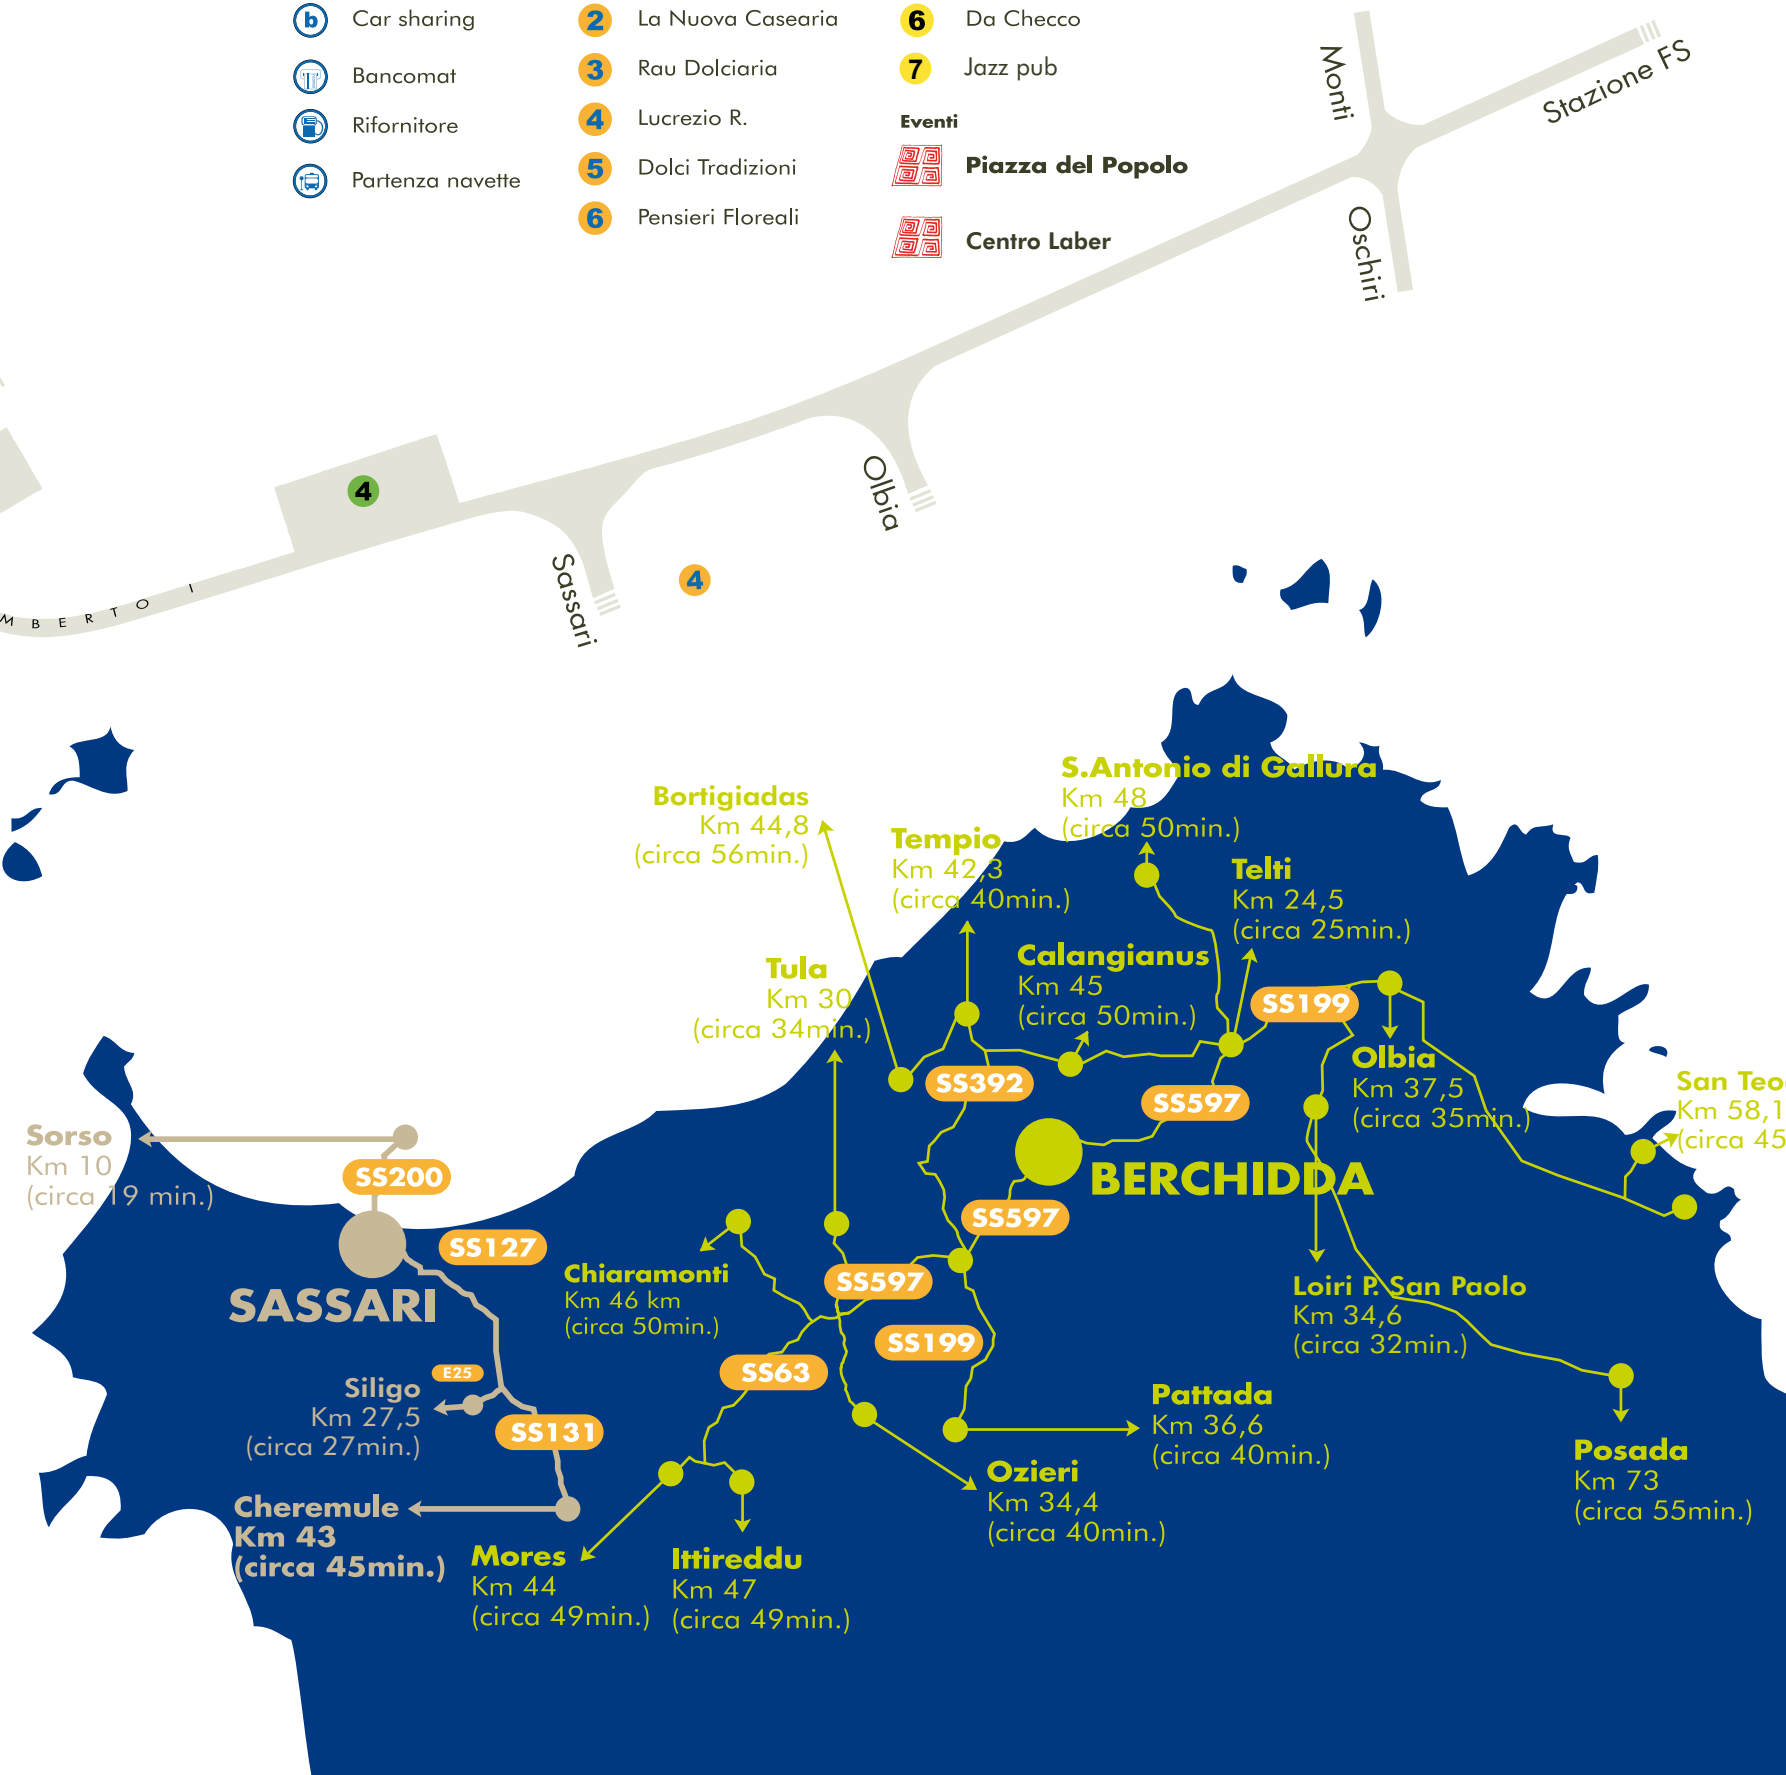 b Car sharing
Bancomat
Rifornitore
Partenza navette
2 La Nuova Casearia
3 Rau Dolciaria
4 Lucrezio R.
5 Dolci Tradizioni
6 Pensieri Floreali
6 Da Checco
7 Jazz pub
Eventi
Piazza del Popolo
Centro Laber
Monti
Stazione FS
Oschiri
Olbia
Sassari
4
4
MBERTO I
S.Antonio di Gallura
Km 48
(circa 50min.)
Bortigiadas
Km 44,8
(circa 56min.)
Tempio
Km 42,3
(circa 40min.)
Telti
Km 24,5
(circa 25min.)
Calangianus
Km 45
(circa 50min.)
Tula
Km 30
(circa 34min.)
SS199
Olbia
Km 37,5
(circa 35min.)
SS392
SS597
San Teo
Km 58,1
(circa 45
BERCHIDDA
Sorso
Km 10
(circa 19 min.)
SS200
SS127
SASSARI
SS597
Chiaramonti
Km 46 km
(circa 50min.)
SS597
SS199
SS63
Loiri P. San Paolo
Km 34,6
(circa 32min.)
E25
Siligo
Km 27,5
(circa 27min.)
SS131
Pattada
Km 36,6
(circa 40min.)
Ozieri
Km 34,4
(circa 40min.)
Posada
Km 73
(circa 55min.)
Cheremule
Km 43
(circa 45min.)
Mores
Km 44
(circa 49min.)
Ittireddu
Km 47
(circa 49min.)